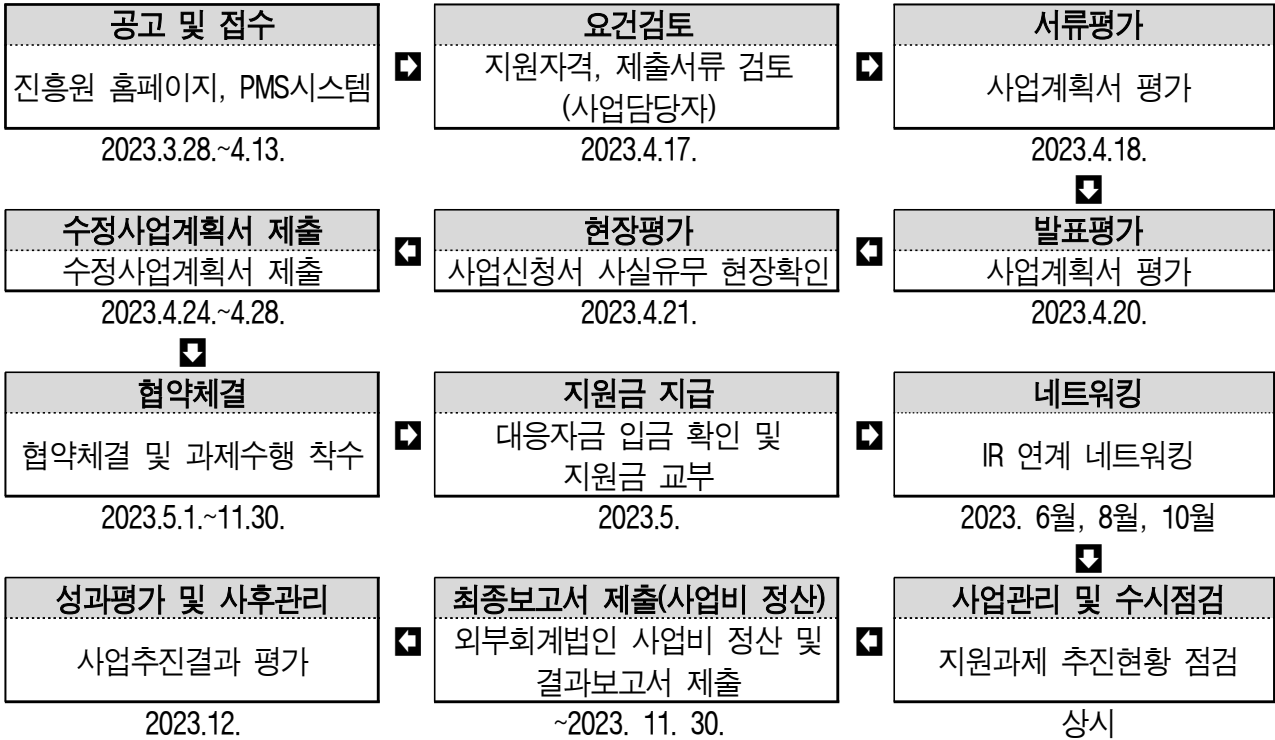 공고 및 접수
진흥원 홈페이지, PMS시스템
2023.3.28.~4.13.
요건검토
지원자격, 제출서류 검토
(사업담당자)
2023.4.17.
서류평가
사업계획서 평가
2023.4.18.
발표평가
사업계획서 평가
2023.4.20.
현장평가
사업신청서 사실유무 현장확인
2023.4.21.
수정사업계획서 제출
수정사업계획서 제출
2023.4.24.~4.28.
협약체결
협약체결 및 과제수행 착수
2023.5.1.~11.30.
지원금 지급
대응자금 입금 확인 및
지원금 교부
2023.5.
네트워킹
IR 연계 네트워킹
2023. 6월, 8월, 10월
사업관리 및 수시점검
지원과제 추진현황 점검
상시
최종보고서 제출(사업비 정산)
외부회계법인 사업비 정산 및
결과보고서 제출
~2023. 11. 30.
성과평가 및 사후관리
사업추진결과 평가
2023.12.